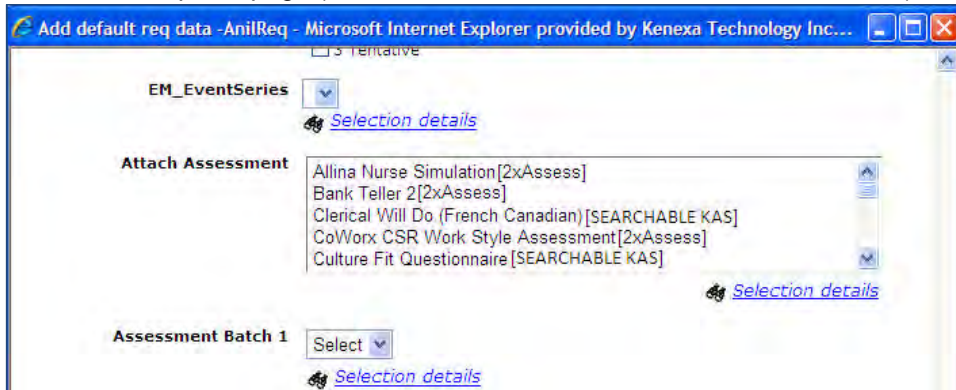 Add default req data -AnilReq - Microsoft Internet Explorer provided by Kenexa Technology Inc...
3 Tentative
EM_EventSeries
Selection details
Attach Assessment
Allina Nurse Simulation[2xAssess]
Bank Teller 2[2xAssess]
Clerical Will Do (French Canadian)[SEARCHABLE KAS]
CoWorx CSR Work Style Assessment[2xAssess]
Culture Fit Questionnaire[SEARCHABLE KAS]
Selection details
Assessment Batch 1
Select
Selection details